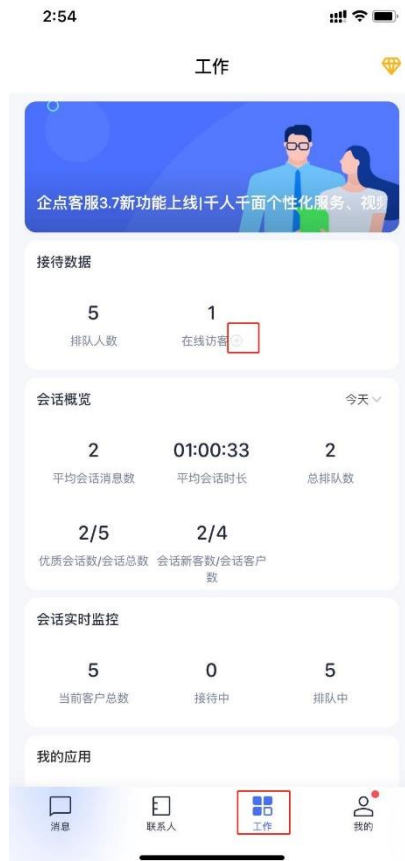 2:54
工作
企点客服3.7新功能上线|千人千面个性化服务、视频
接待数据
5 1
排队人数 在线访客
会话概览 今天
2 01:00:33 2
平均会话消息数 平均会话时长 总排队数
2/5 2/4
优质会话数/会话总数 会话新客数/会话客户
数
会话实时监控
5 0 5
当前客户总数 接待中 排队中
我的应用
消息 联系人 工作 我的